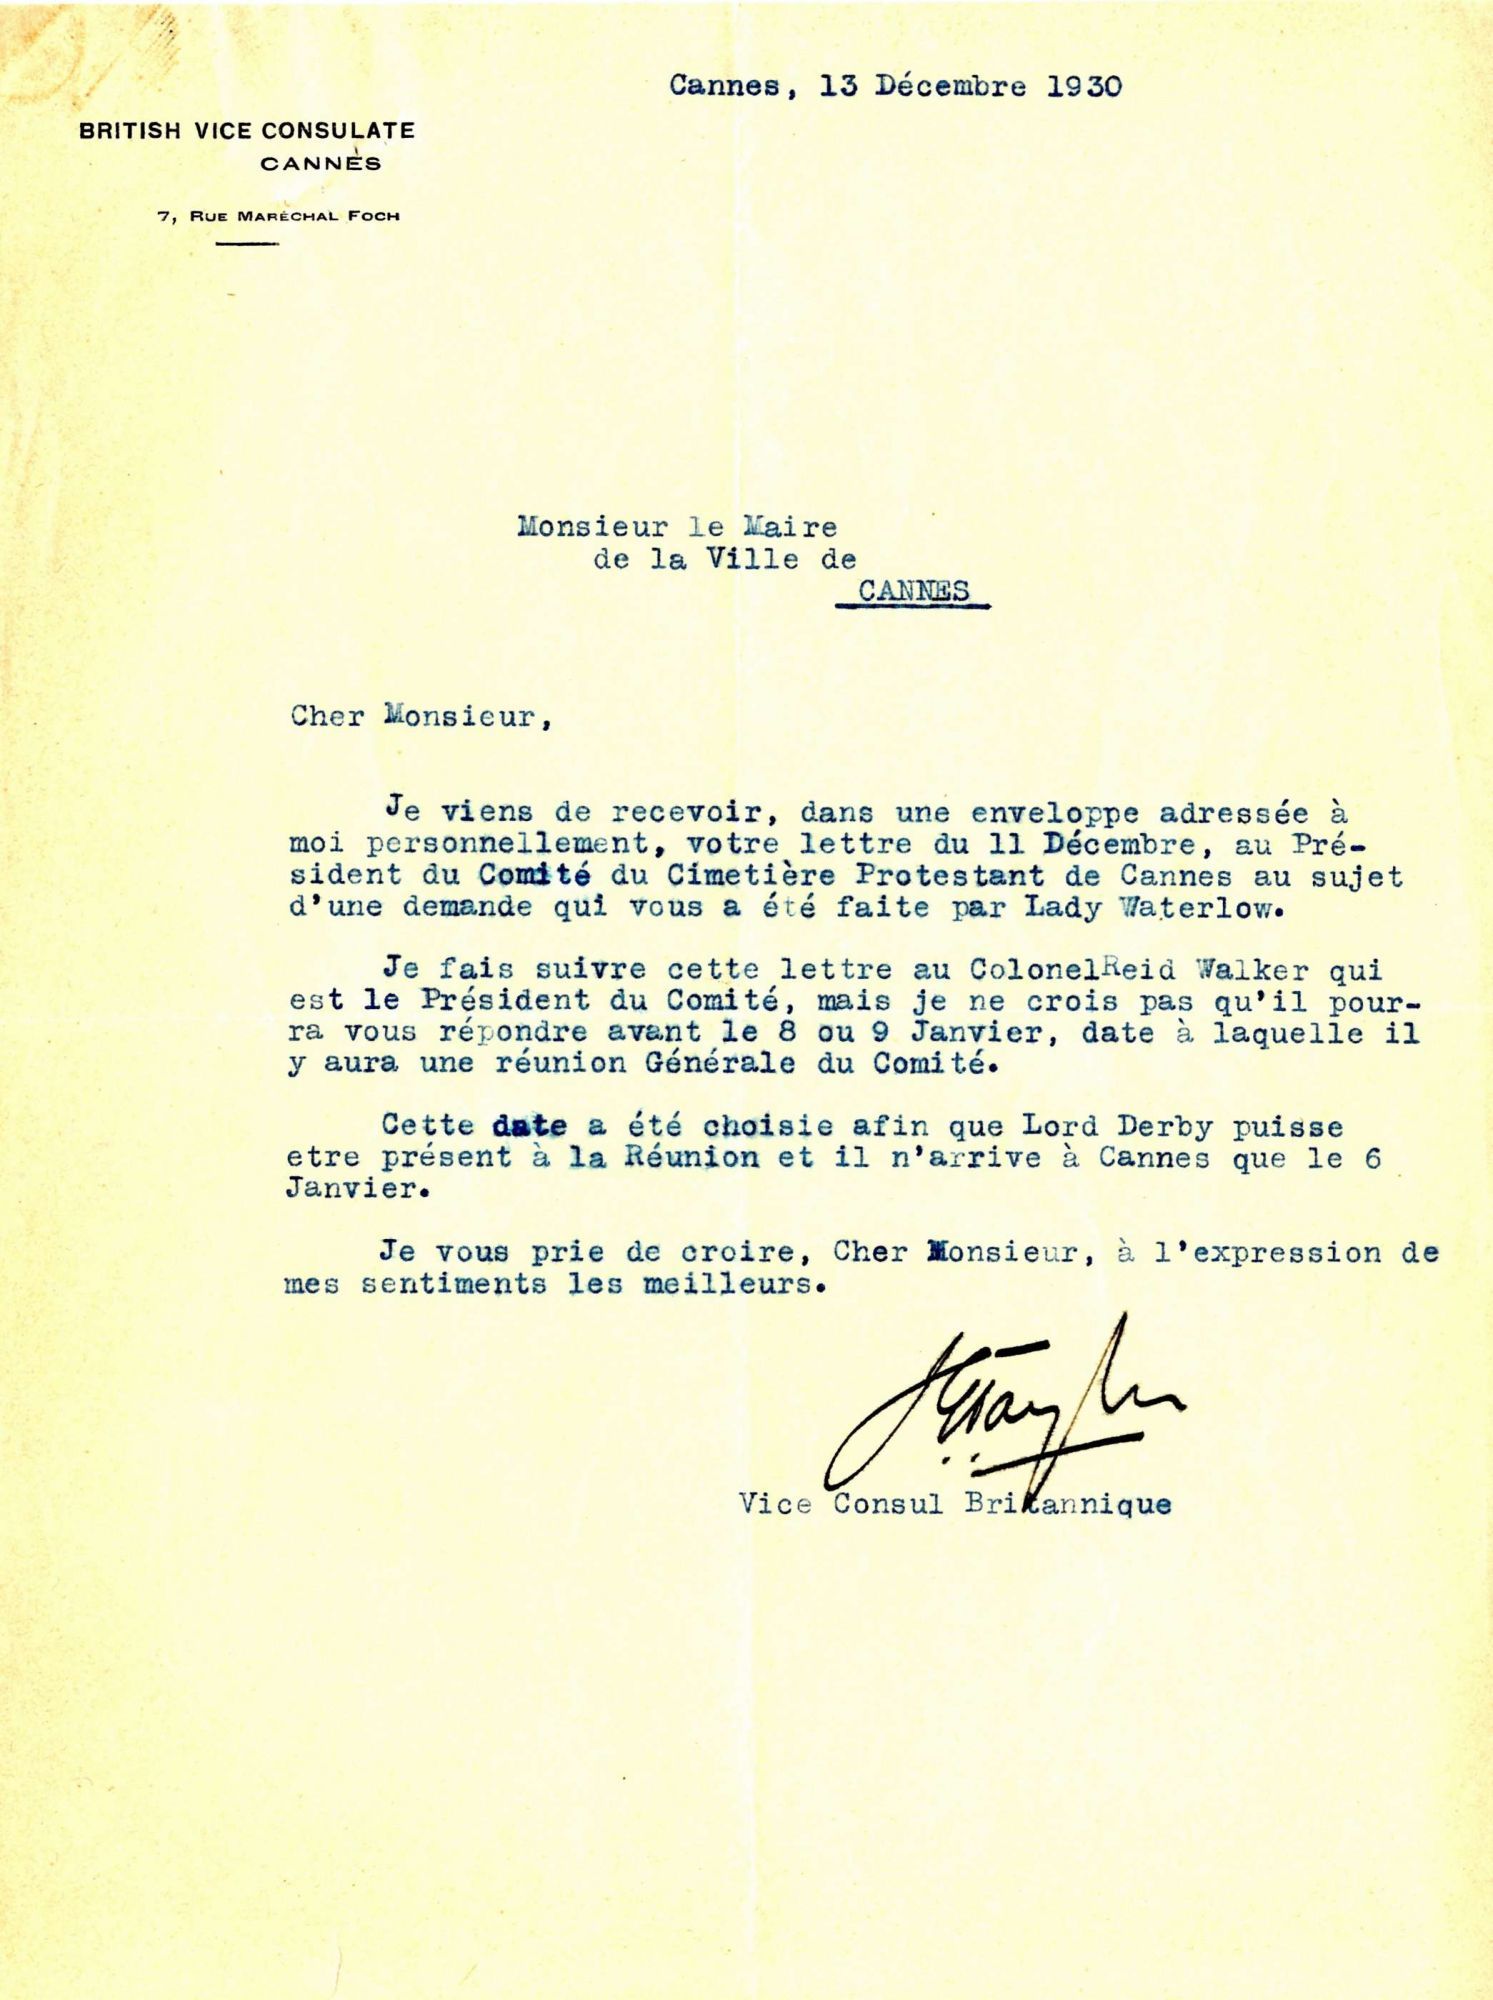 Cannes, 13 Décembre 1930
BRITISH VICE CONSULATE
CANNES
7, RUE MARÉCHAL FOCH
Monsieur le Maire
de la Ville de
CANNES
Cher Monsieur,
Je viens de recevoir, dans une enveloppe adressée à
moi personnellement, votre lettre du 11 Décembre, au Pré-
sident du Comité du Cimetière Protestant de Cannes au sujet
d'une demande qui vous a été faite par Lady Waterlow.
Je fais suivre cette lettre au ColonelReid Walker qui
est le Président du Comité, mais je ne crois pas qu'il pour-
ra vous répondre avant le 8 ou 9 Janvier, date à laquelle il
y aura une réunion Générale du Comité.
Cette date a été choisie afin que Lord Derby puisse
etre présent à la Réunion et il n'arrive à Cannes que le 6
Janvier.
Je vous prie de croire, Cher Monsieur, à l'expression de
mes sentiments les meilleurs.
Vice Consul Britannique